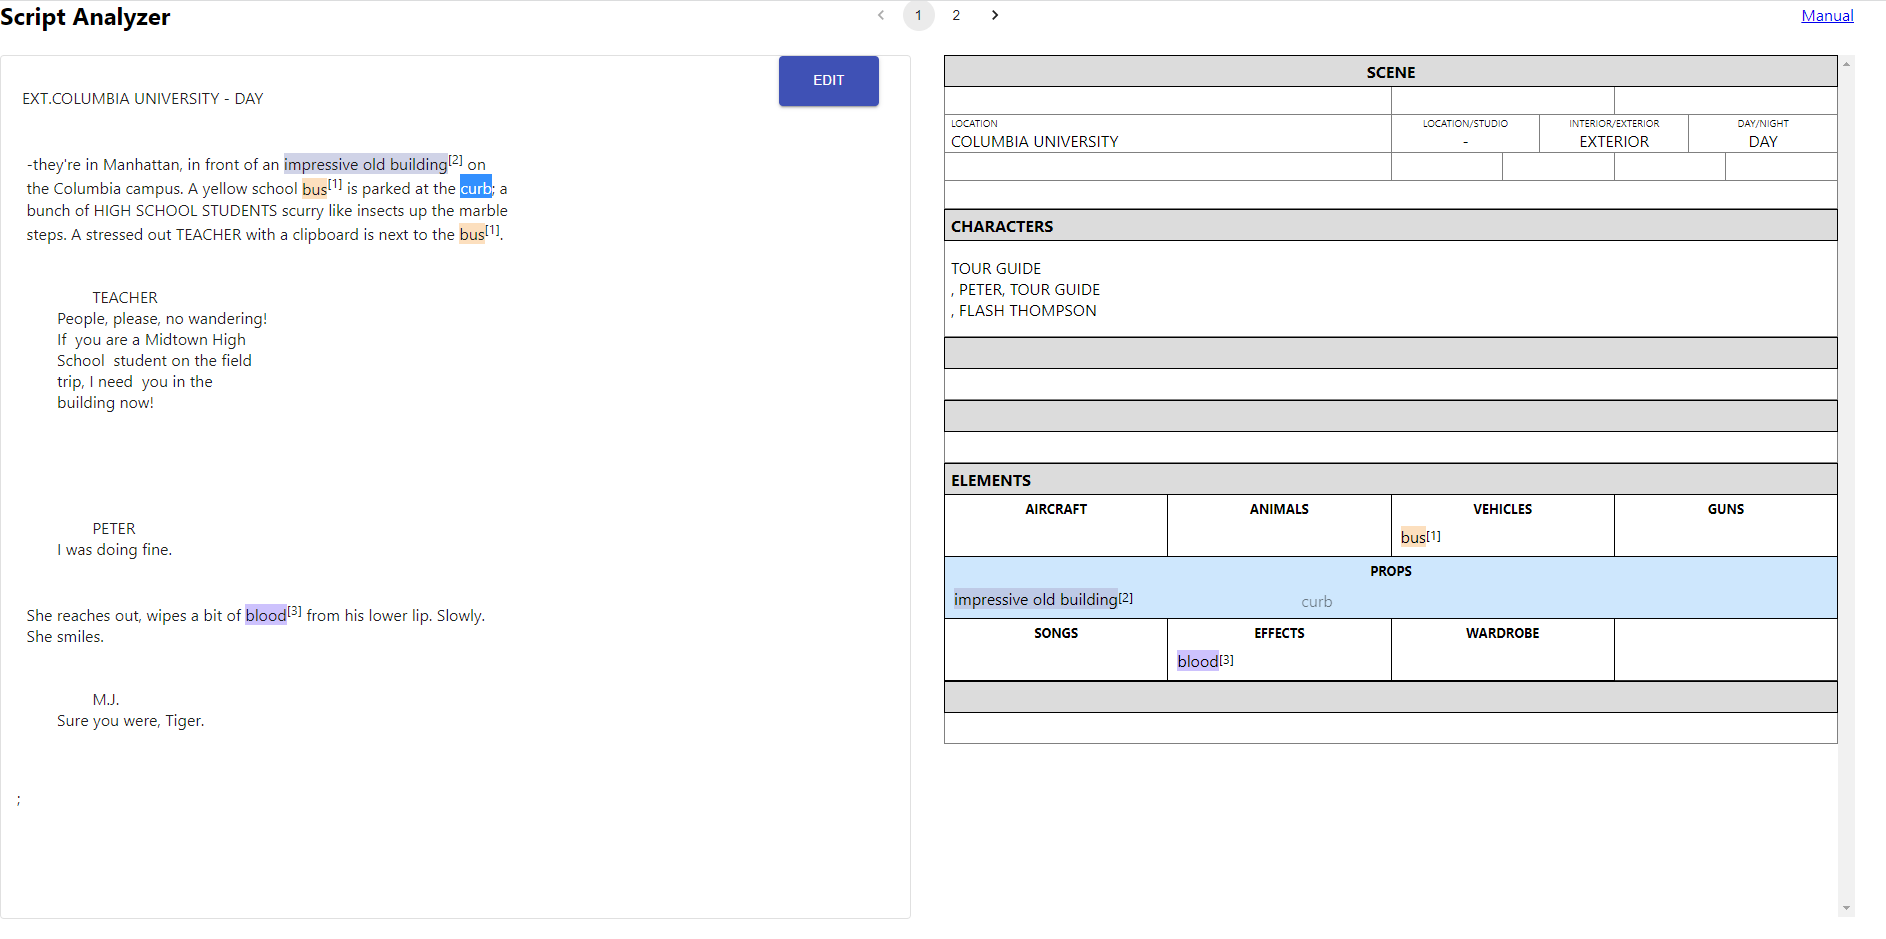 Script Analyzer
1 2
Manual
EDIT
EXT.COLUMBIA UNIVERSITY - DAY
-they're in Manhattan, in front of an impressive old building[2] on
the Columbia campus. A yellow school bus[1] is parked at the curb; a
bunch of HIGH SCHOOL STUDENTS scurry like insects up the marble
steps. A stressed out TEACHER with a clipboard is next to the bus[1].
TEACHER
People, please, no wandering!
If  you are a Midtown High
School  student on the field
trip, I need  you in the
building now!
PETER
I was doing fine.
She reaches out, wipes a bit of blood[3] from his lower lip. Slowly.
She smiles.
M.J.
Sure you were, Tiger.
;
SCENE
LOCATION
COLUMBIA UNIVERSITY
LOCATION/STUDIO
-
INTERIOR/EXTERIOR
EXTERIOR
DAY/NIGHT
DAY
CHARACTERS
TOUR GUIDE
, PETER, TOUR GUIDE
, FLASH THOMPSON
ELEMENTS
AIRCRAFT
ANIMALS
VEHICLES
bus[1]
GUNS
PROPS
impressive old building[2]
curb
SONGS
EFFECTS
blood[3]
WARDROBE